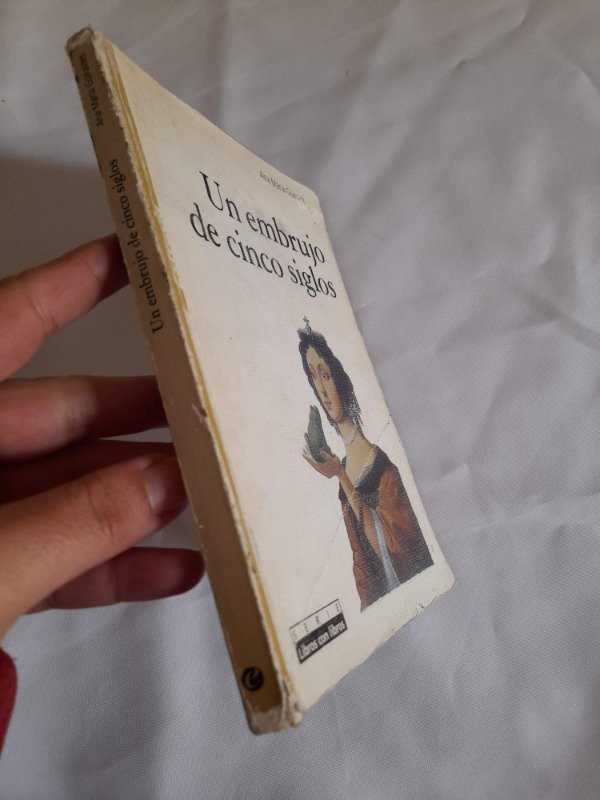 Ana María Güiraldes
Un embrujo
de cinco siglos
SERIE
Libros con libros
Un embrujo de cinco siglos
Ana María Güiraldes